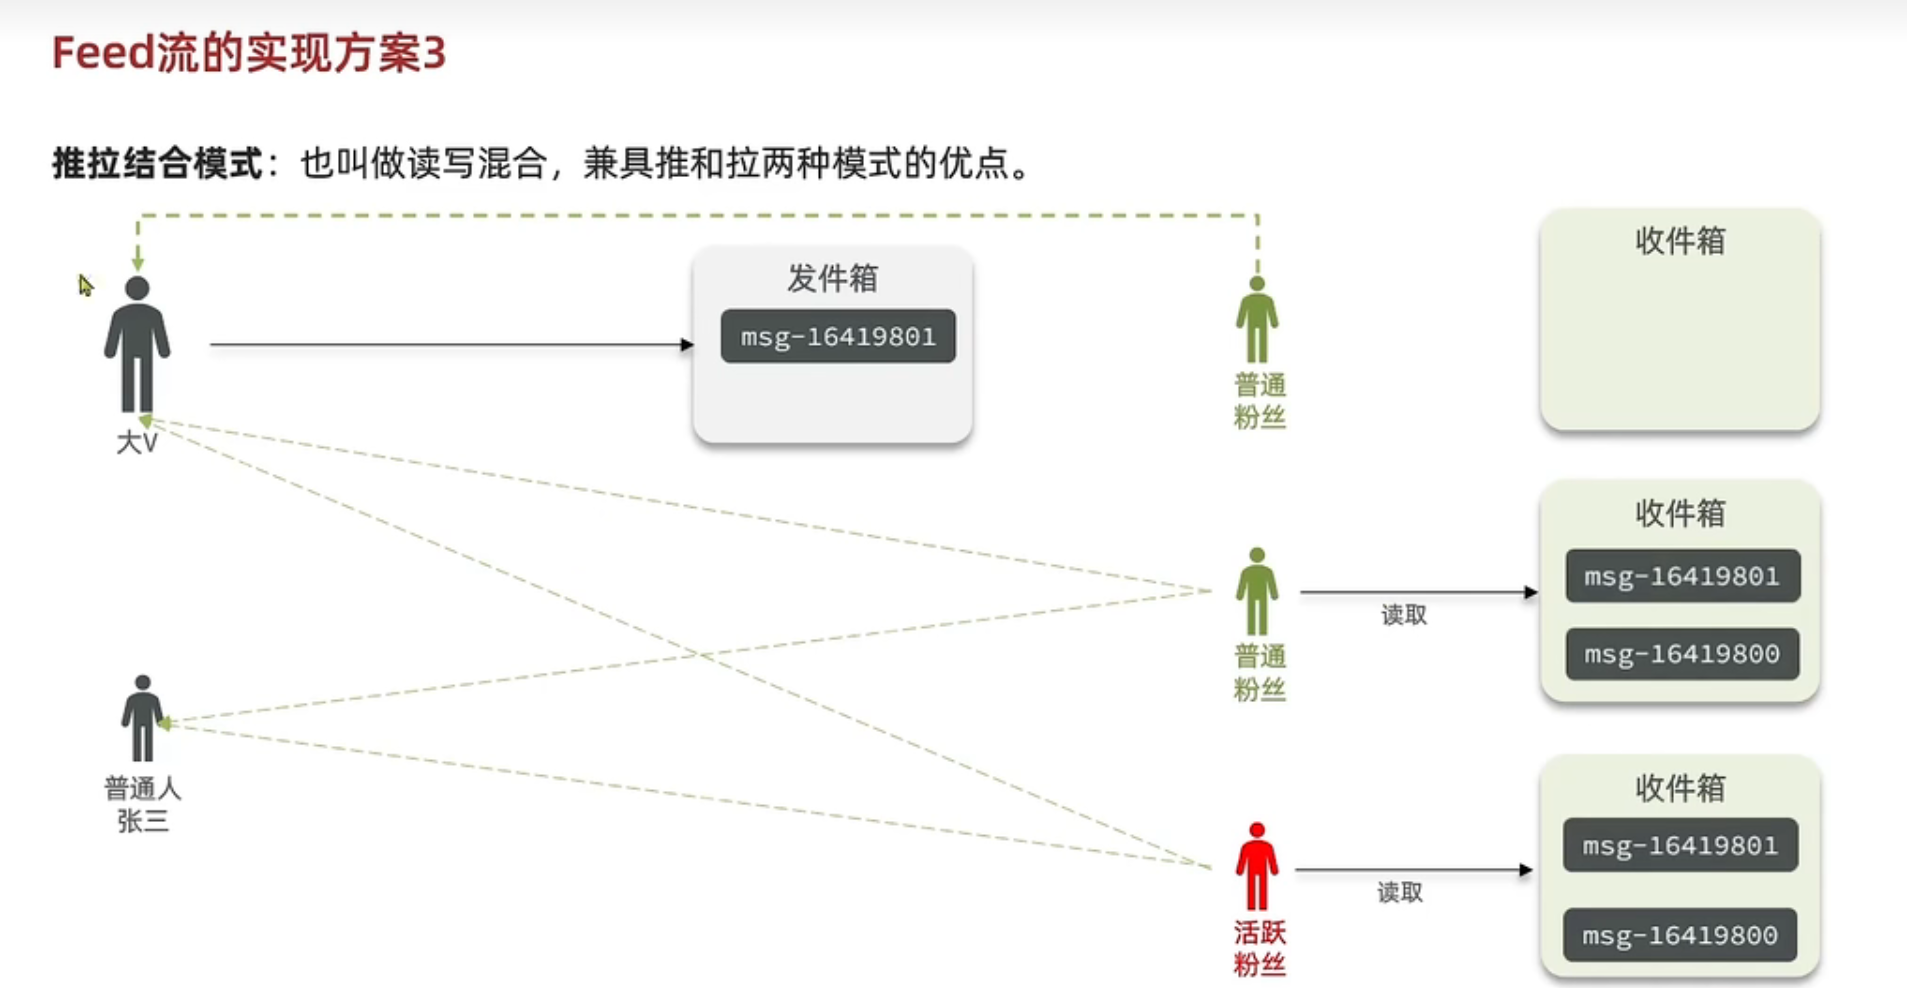 Feed流的实现方案3
推拉结合模式：也叫做读写混合，兼具推和拉两种模式的优点。
发件箱
msg-16419801
大V
普通
粉丝
收件箱
普通人
张三
普通
粉丝
读取
收件箱
msg-16419801
msg-16419800
活跃
粉丝
读取
收件箱
msg-16419801
msg-16419800